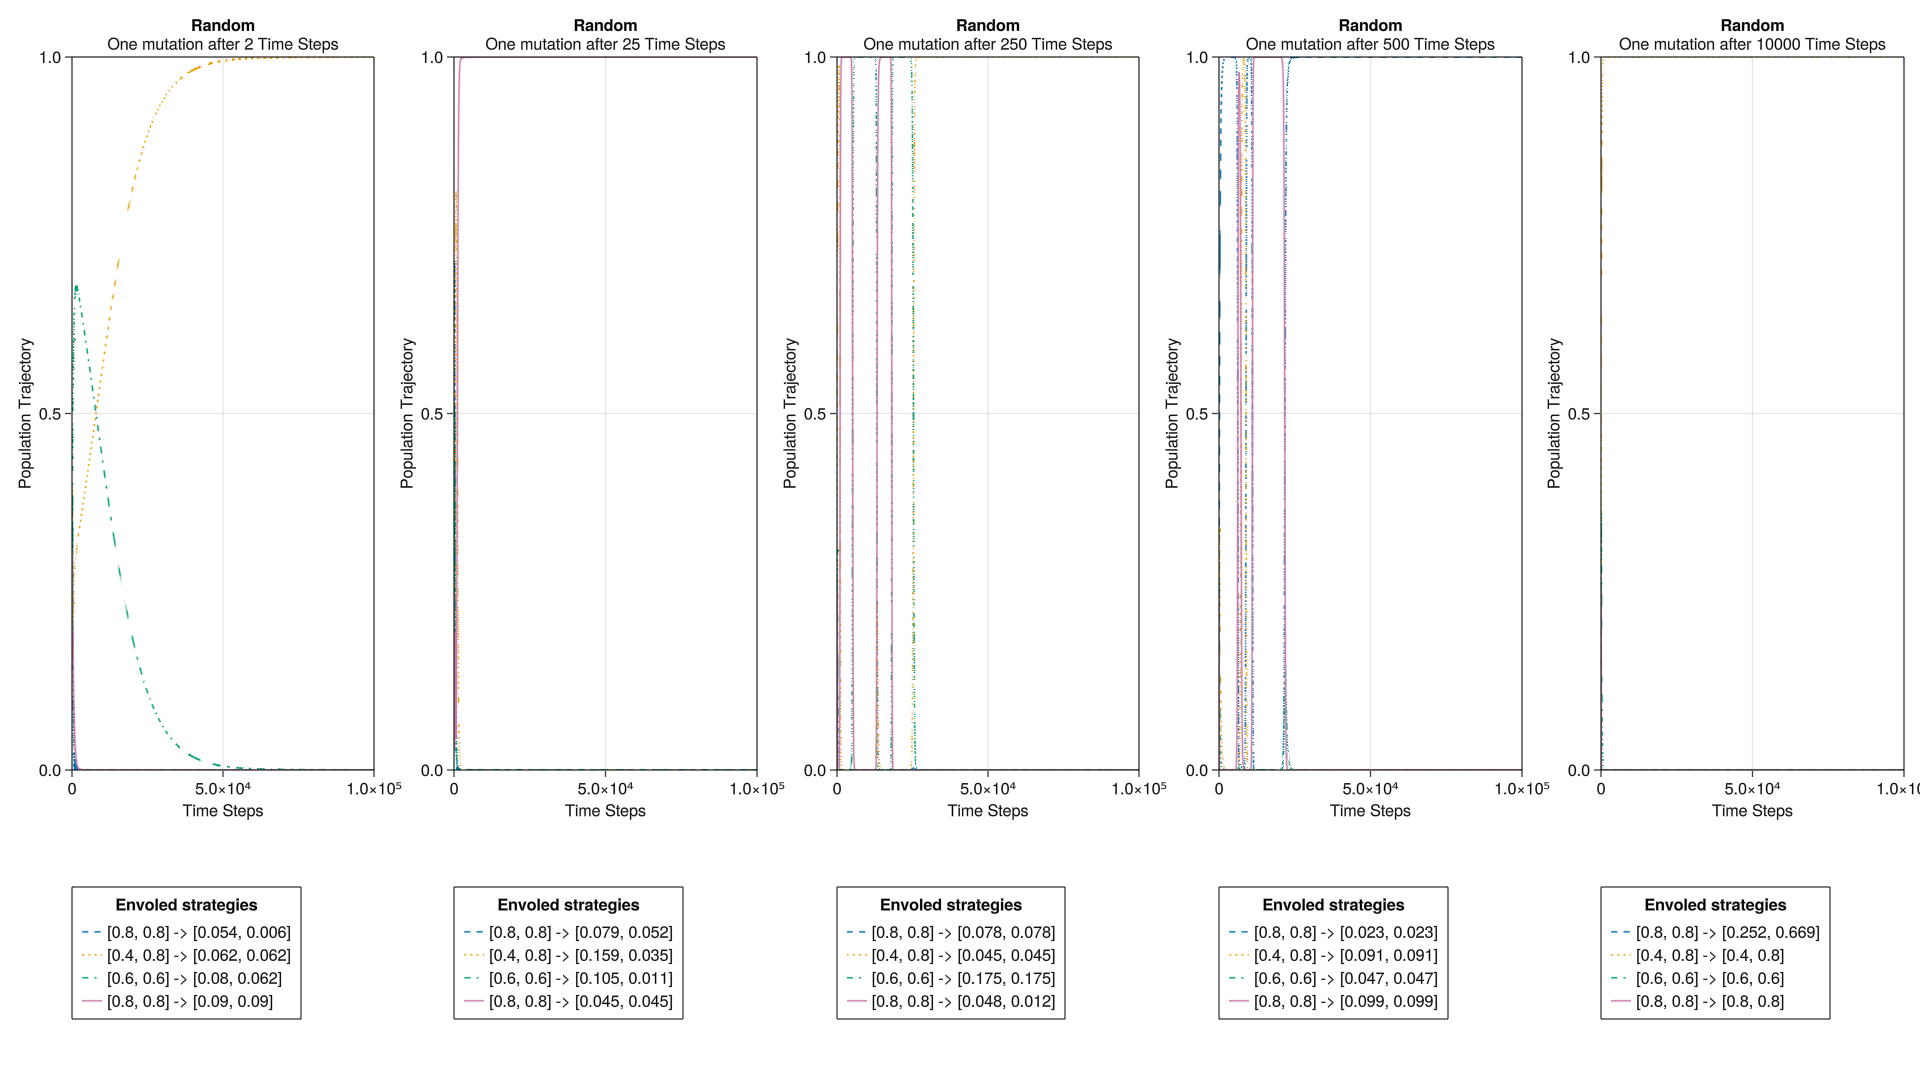 Random
One mutation after 2 Time Steps
1.0
0.5
0.0
Population Trajectory
0
5.0×10⁴
1.0×10⁵
Time Steps
Envoled strategies
[0.8, 0.8] -> [0.054, 0.006]
[0.4, 0.8] -> [0.062, 0.062]
[0.6, 0.6] -> [0.08, 0.062]
[0.8, 0.8] -> [0.09, 0.09]
Random
One mutation after 25 Time Steps
1.0
0.5
0.0
Population Trajectory
0
5.0×10⁴
1.0×10⁵
Time Steps
Envoled strategies
[0.8, 0.8] -> [0.079, 0.052]
[0.4, 0.8] -> [0.159, 0.035]
[0.6, 0.6] -> [0.105, 0.011]
[0.8, 0.8] -> [0.045, 0.045]
Random
One mutation after 250 Time Steps
1.0
0.5
0.0
Population Trajectory
0
5.0×10⁴
1.0×10⁵
Time Steps
Envoled strategies
[0.8, 0.8] -> [0.078, 0.078]
[0.4, 0.8] -> [0.045, 0.045]
[0.6, 0.6] -> [0.175, 0.175]
[0.8, 0.8] -> [0.048, 0.012]
Random
One mutation after 500 Time Steps
1.0
0.5
0.0
Population Trajectory
0
5.0×10⁴
1.0×10⁵
Time Steps
Envoled strategies
[0.8, 0.8] -> [0.023, 0.023]
[0.4, 0.8] -> [0.091, 0.091]
[0.6, 0.6] -> [0.047, 0.047]
[0.8, 0.8] -> [0.099, 0.099]
Random
One mutation after 10000 Time Steps
1.0
0.5
0.0
Population Trajectory
0
5.0×10⁴
Time Steps
Envoled strategies
[0.8, 0.8] -> [0.252, 0.669]
[0.4, 0.8] -> [0.4, 0.8]
[0.6, 0.6] -> [0.6, 0.6]
[0.8, 0.8] -> [0.8, 0.8]